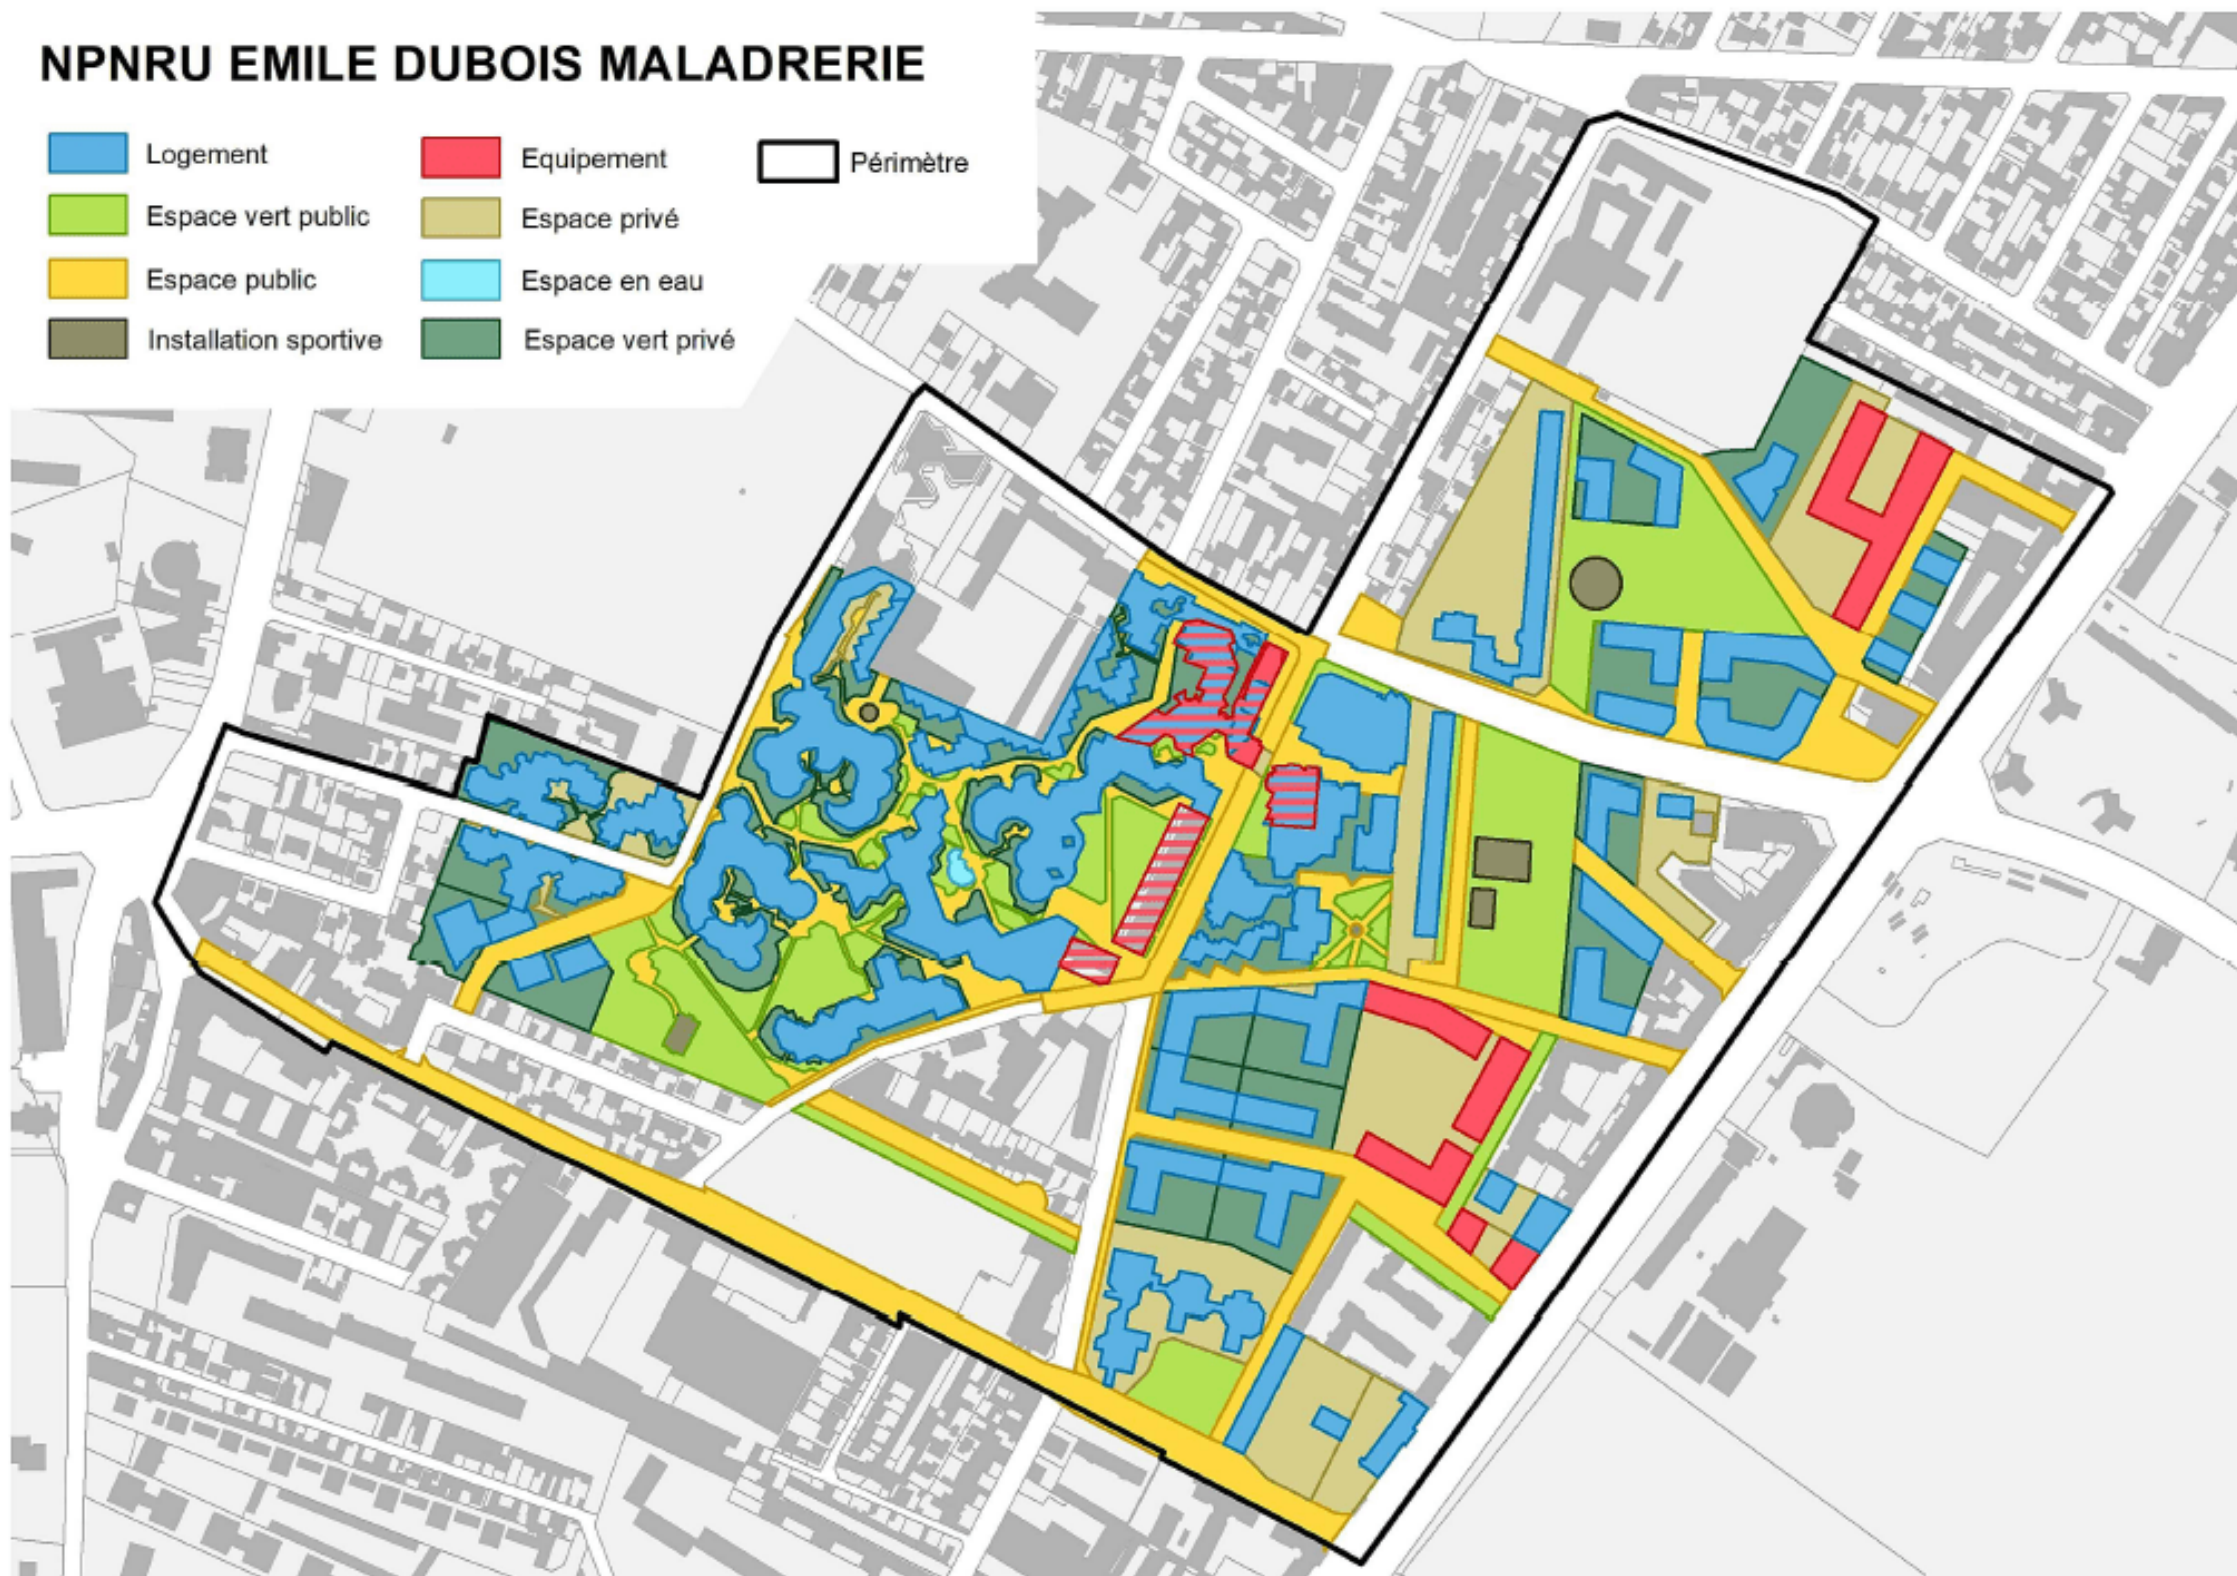 NPNRU EMILE DUBOIS MALADRERIE
Logement
Equipement
Périmètre
Espace vert public
Espace privé
Espace public
Espace en eau
Installation sportive
Espace vert privé